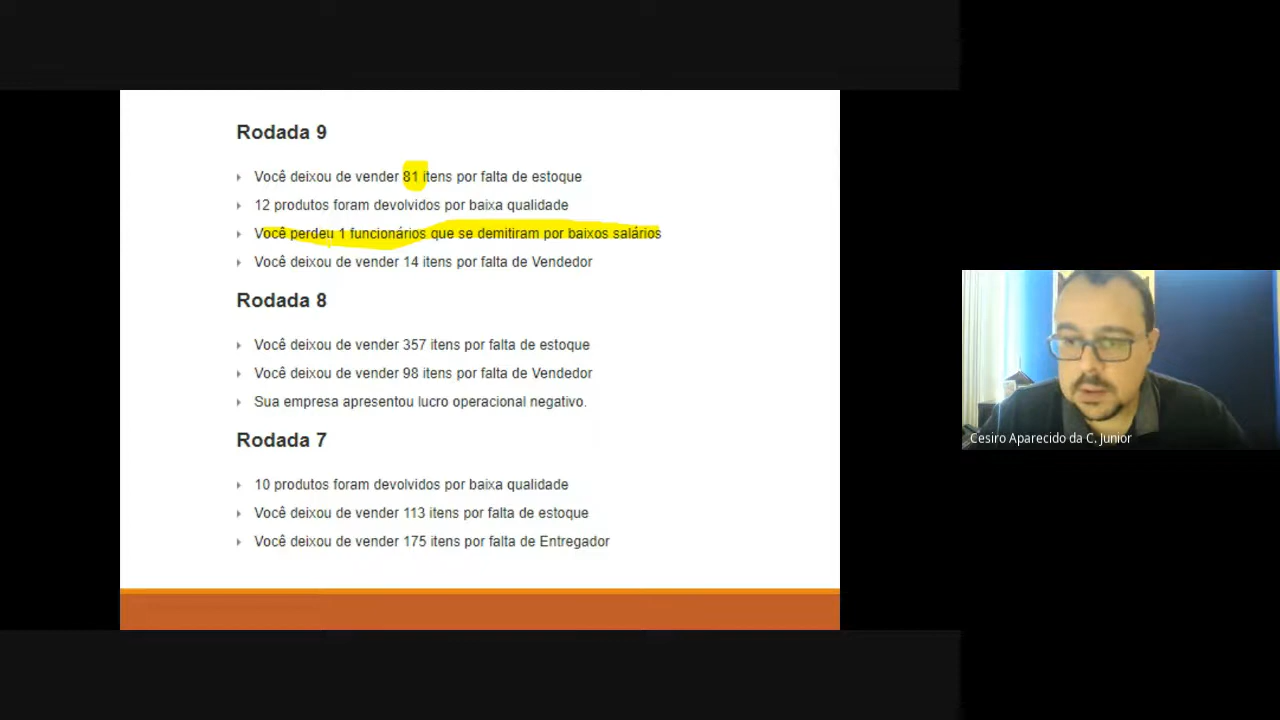 Rodada 9
Você deixou de vender 81 itens por falta de estoque
12 produtos foram devolvidos por baixa qualidade
Você perdeu 1 funcionários que se demitiram por baixos salários
Você deixou de vender 14 itens por falta de Vendedor
Rodada 8
Você deixou de vender 357 itens por falta de estoque
Você deixou de vender 98 itens por falta de Vendedor
Sua empresa apresentou lucro operacional negativo.
Rodada 7
10 produtos foram devolvidos por baixa qualidade
Você deixou de vender 113 itens por falta de estoque
Você deixou de vender 175 itens por falta de Entregador
Cesiro Aparecido da C. Junior